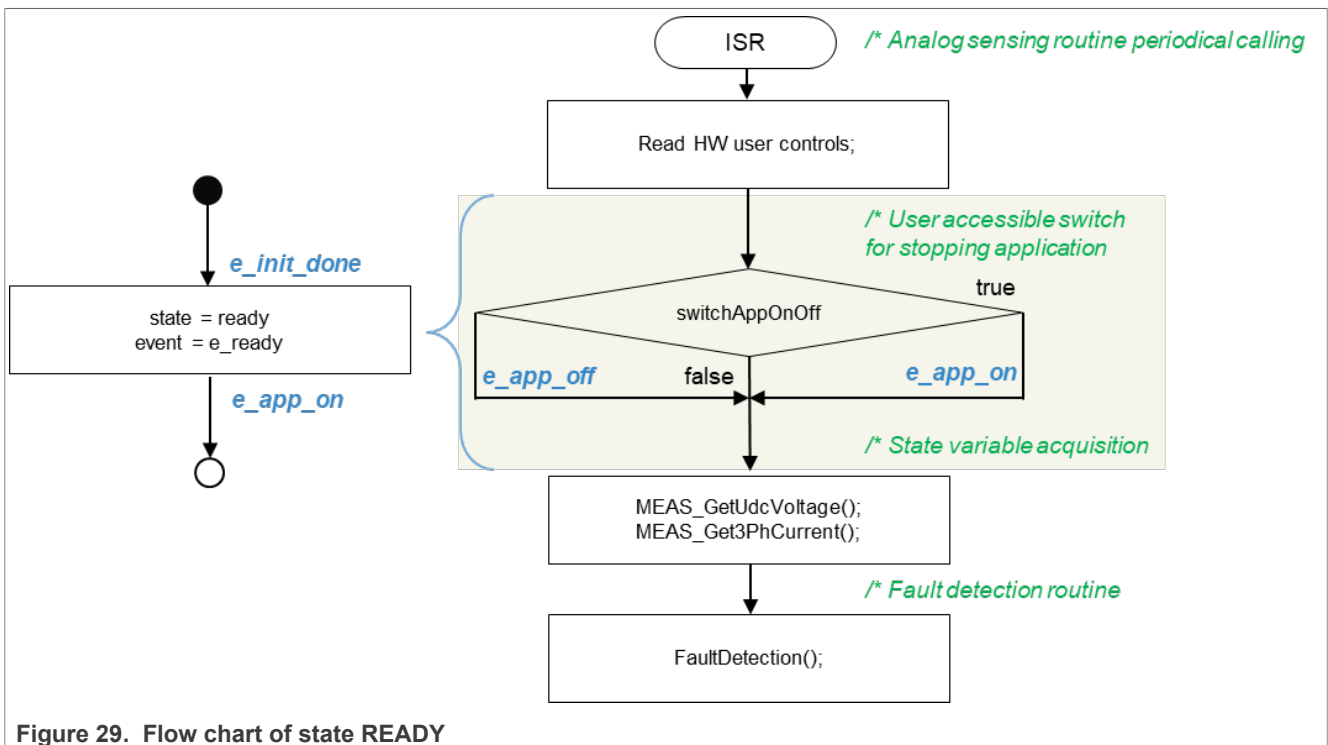 ISR
/* Analog sensing routine periodical calling
Read HW user controls;
/* User accessible switch
for stopping application
e_init_done
true
state = ready
event = e_ready
switchAppOnOff
e_app_off
false
e_app_on
e_app_on
/* State variable acquisition
MEAS_GetUdcVoltage();
MEAS_Get3PhCurrent();
/* Fault detection routine
FaultDetection();
Figure 29. Flow chart of state READY